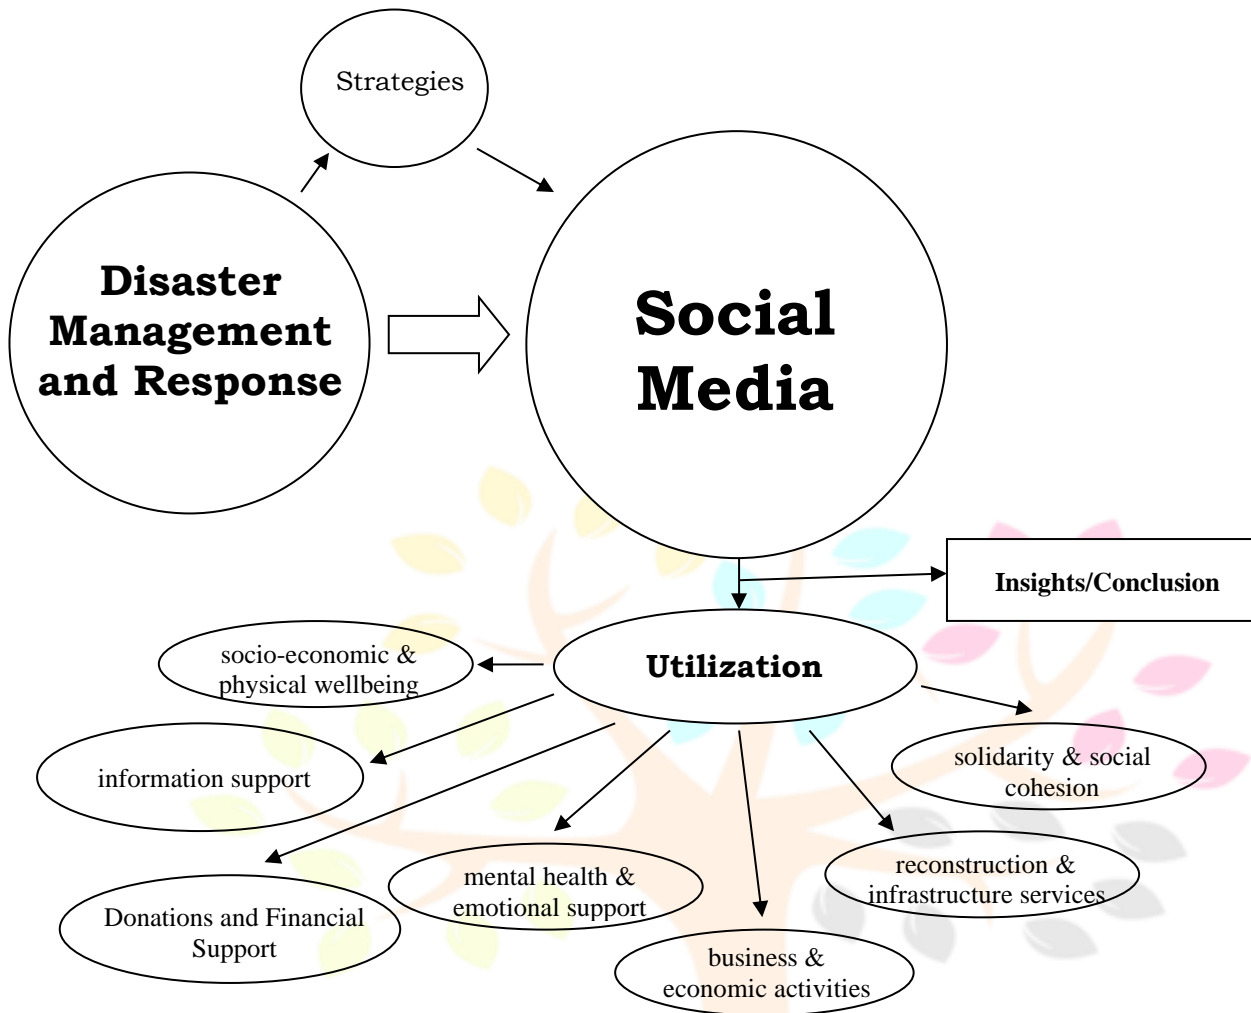 Strategies
Disaster
Management
and Response
Social
Media
Insights/Conclusion
Utilization
socio-economic &
physical wellbeing
information support
solidarity & social
cohesion
Donations and Financial
Support
mental health &
emotional support
reconstruction &
infrastructure services
business &
economic activities